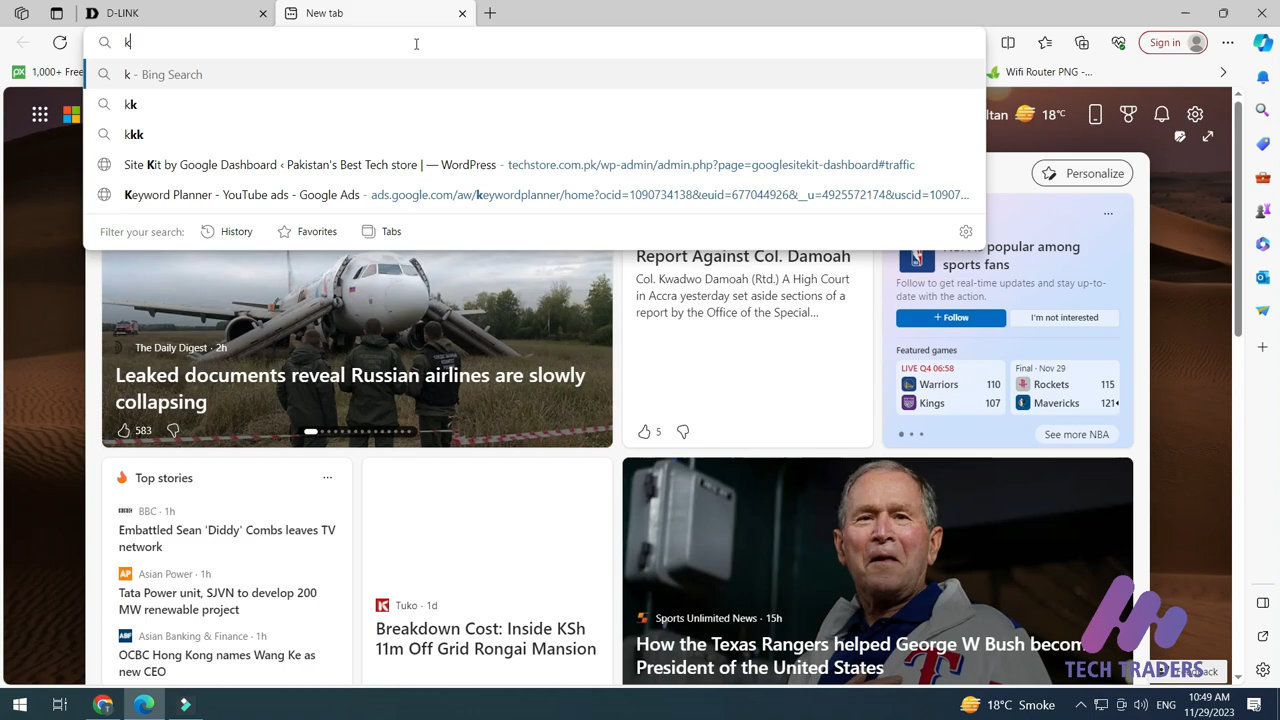 D-LINK
New tab
k
Sign in
1,000+ Free
Wifi Router PNG -...
k - Bing Search
kk
kkk
Site Kit by Google Dashboard ‹ Pakistan's Best Tech store | — WordPress - techstore.com.pk/wp-admin/admin.php?page=googlesitekit-dashboard#traffic
Keyword Planner - YouTube ads - Google Ads - ads.google.com/aw/keywordplanner/home?ocid=1090734138&euid=677044926&__u=4925572174&uscid=10907...
Filter your search: History Favorites Tabs
ltan 18°C
Personalize
popular among
sports fans
Follow to get real-time updates and stay up-to-
date with the action.
+ Follow
I'm not interested
Featured games
LIVE Q4 06:58
Warriors 110
Kings 107
Final · Nov 29
Rockets 115
Mavericks 121
See more NBA
Report Against Col. Damoah
Col. Kwadwo Damoah (Rtd.) A High Court
in Accra yesterday set aside sections of a
report by the Office of the Special...
5
The Daily Digest · 2h
Leaked documents reveal Russian airlines are slowly
collapsing
583
Top stories
BBC · 1h
Embattled Sean 'Diddy' Combs leaves TV
network
Asian Power · 1h
Tata Power unit, SJVN to develop 200
MW renewable project
Asian Banking & Finance · 1h
OCBC Hong Kong names Wang Ke as
new CEO
Tuko · 1d
Breakdown Cost: Inside KSh
11m Off Grid Rongai Mansion
Sports Unlimited News · 15h
How the Texas Rangers helped George W Bush becom
President of the United States
TECH TRADERS
Feedback
18°C Smoke
ENG
10:49 AM
11/29/2023